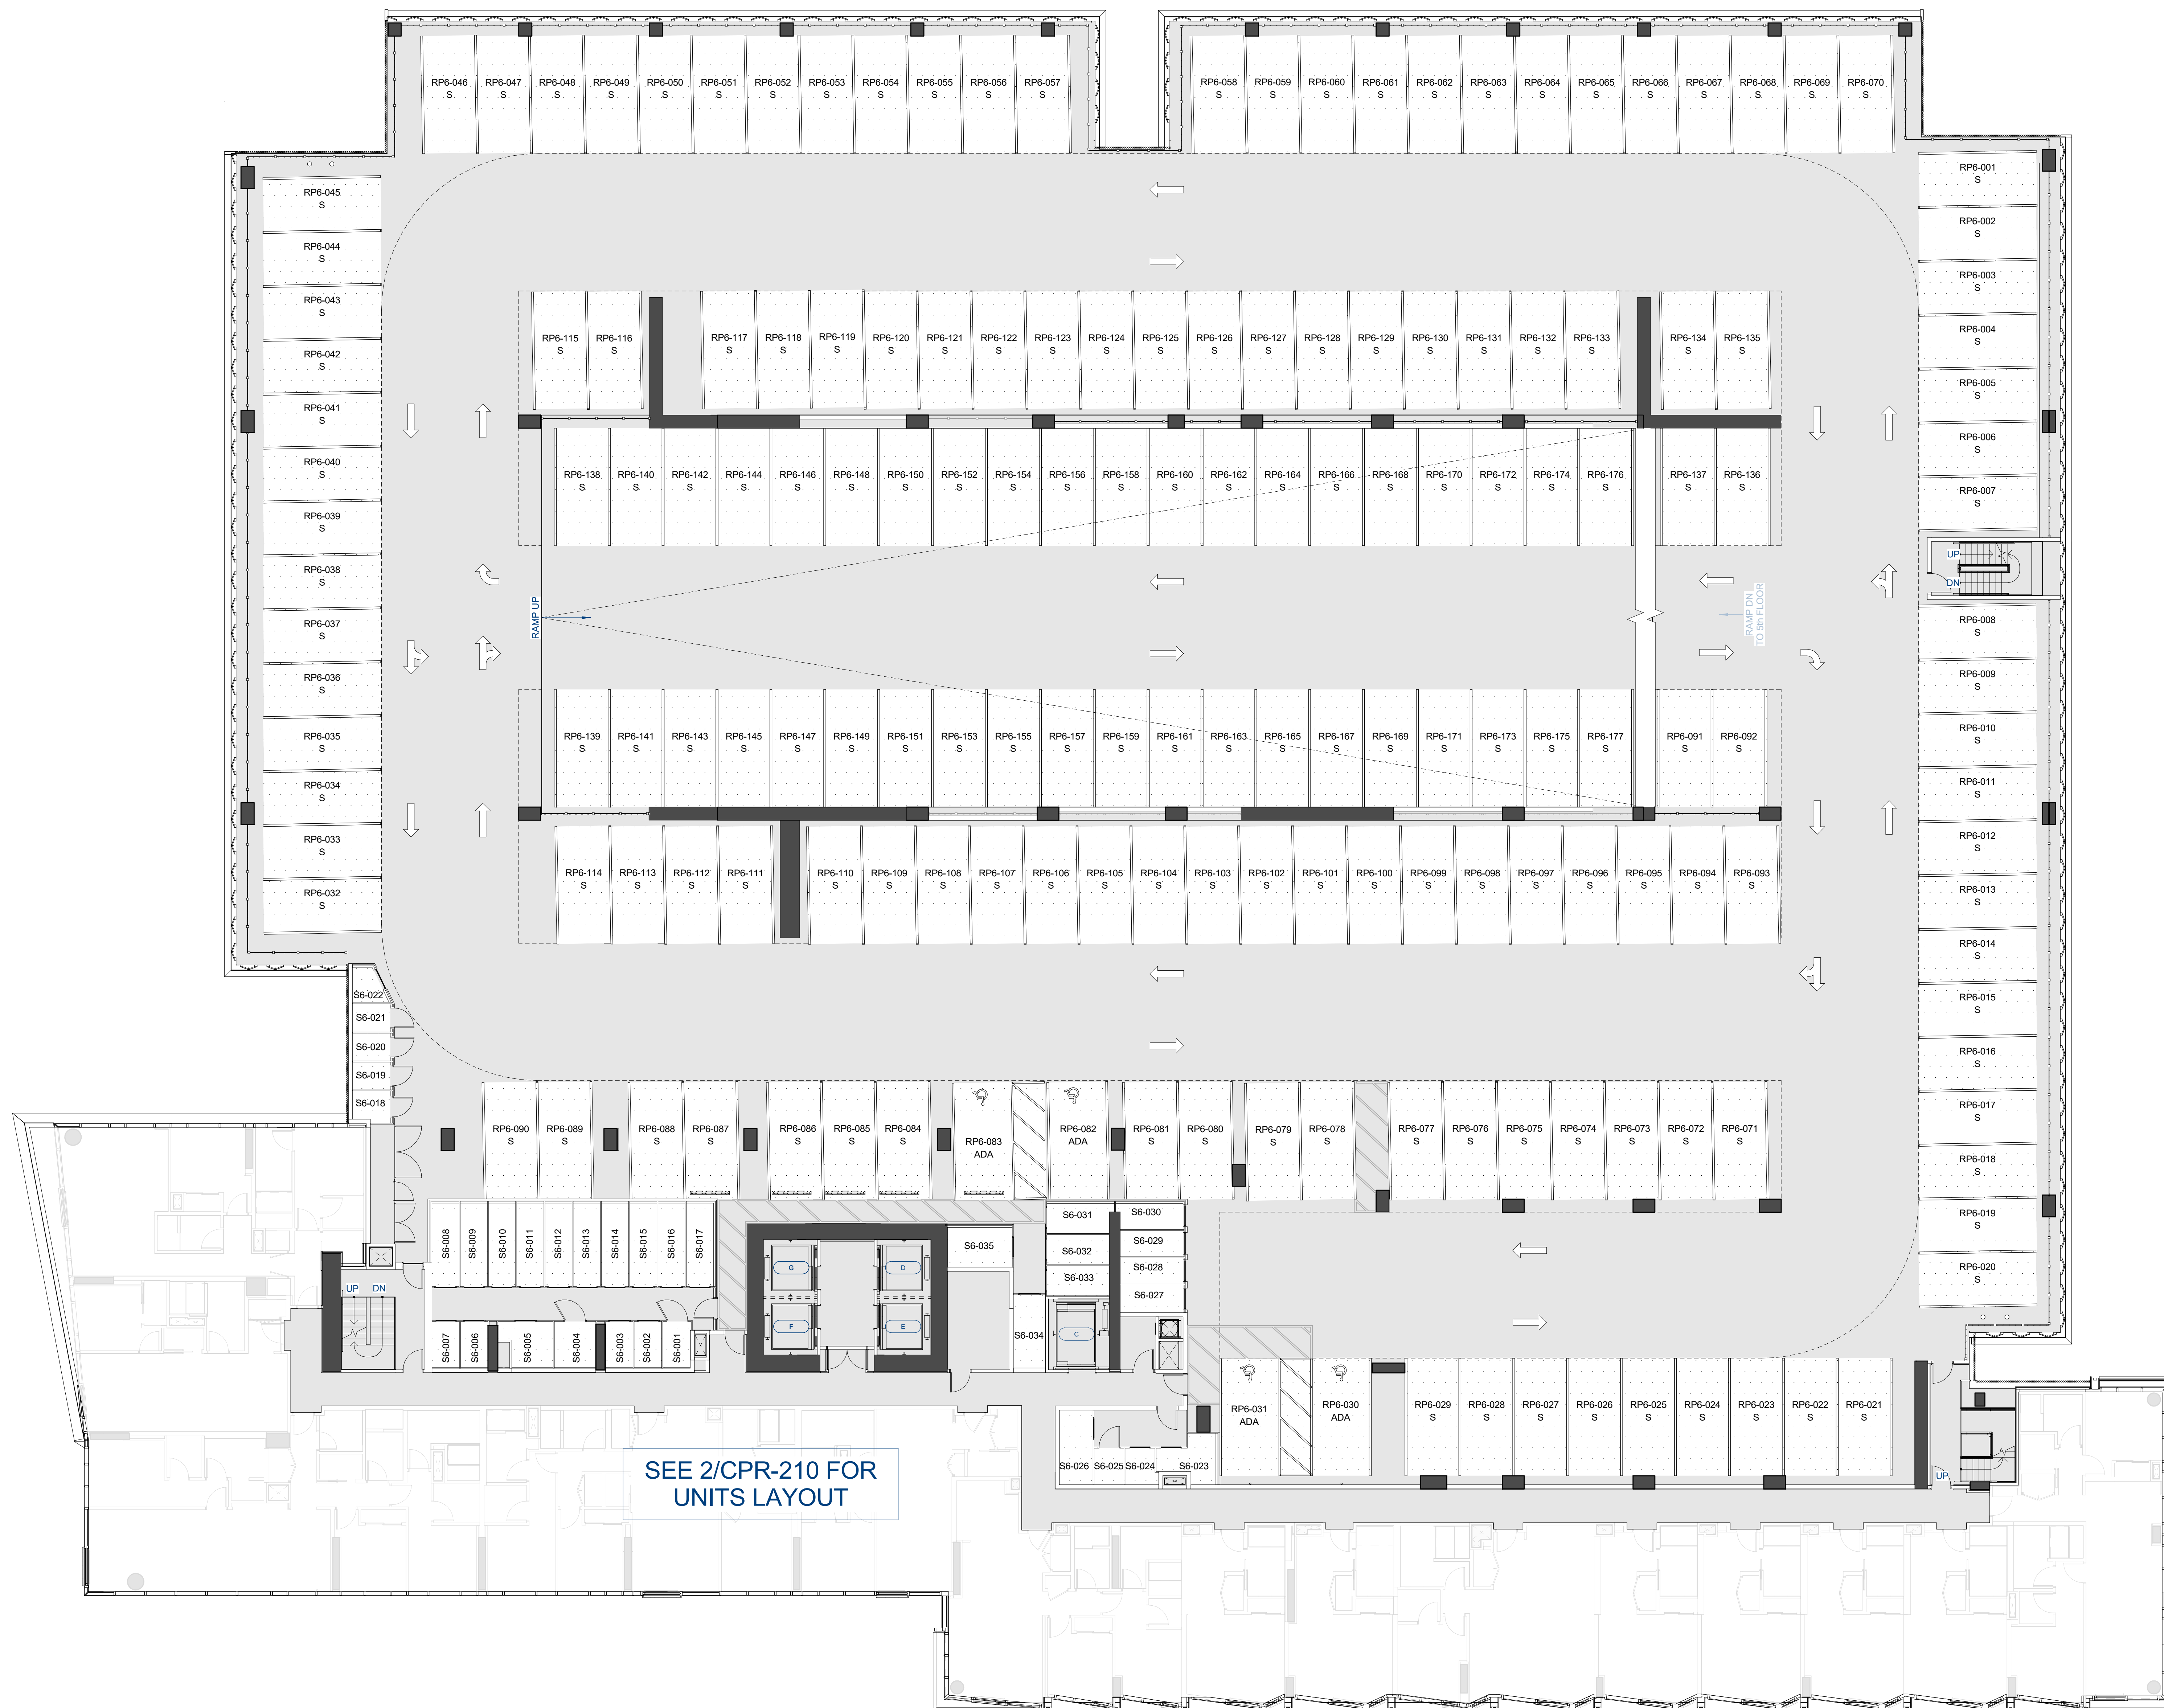 RP6-046 RP6-047 RP6-048 RP6-049 RP6-050 RP6-051 RP6-052 RP6-053 RP6-054 RP6-055 RP6-056 RP6-057 RP6-058 RP6-059 RP6-060 RP6-061 RP6-062 RP6-063 RP6-064 RP6-065 RP6-066 RP6-067 RP6-068 RP6-069 RP6-070
S S S S S S S S S S S S S S S S S S S S S S S S S
RP6-045
S
RP6-044
S
RP6-043
S
RP6-042
S
RP6-041
S
RP6-040
S
RP6-039
S
RP6-038
S
RP6-037
S
RP6-036
S
RP6-035
S
RP6-034
S
RP6-033
S
RP6-032
S
RP6-115 RP6-116 RP6-117 RP6-118 RP6-119 RP6-120 RP6-121 RP6-122 RP6-123 RP6-124 RP6-125 RP6-126 RP6-127 RP6-128 RP6-129 RP6-130 RP6-131 RP6-132 RP6-133 RP6-134 RP6-135
S S S S S S S S S S S S S S S S S S S S S
RP6-138 RP6-140 RP6-142 RP6-144 RP6-146 RP6-148 RP6-150 RP6-152 RP6-154 RP6-156 RP6-158 RP6-160 RP6-162 RP6-164 RP6-166 RP6-168 RP6-170 RP6-172 RP6-174 RP6-176 RP6-137 RP6-136
S S S S S S S S S S S S S S S S S S S S S S
RAMP UP
RAMP DN
TO 5th FLOOR
RP6-139 RP6-141 RP6-143 RP6-145 RP6-147 RP6-149 RP6-151 RP6-153 RP6-155 RP6-157 RP6-159 RP6-161 RP6-163 RP6-165 RP6-167 RP6-169 RP6-171 RP6-173 RP6-175 RP6-177 RP6-091 RP6-092
S S S S S S S S S S S S S S S S S S S S S S
RP6-114 RP6-113 RP6-112 RP6-111 RP6-110 RP6-109 RP6-108 RP6-107 RP6-106 RP6-105 RP6-104 RP6-103 RP6-102 RP6-101 RP6-100 RP6-099 RP6-098 RP6-097 RP6-096 RP6-095 RP6-094 RP6-093
S S S S S S S S S S S S S S S S S S S S S S
RP6-001
S
RP6-002
S
RP6-003
S
RP6-004
S
RP6-005
S
RP6-006
S
RP6-007
S
UP
DN
RP6-008
S
RP6-009
S
RP6-010
S
RP6-011
S
RP6-012
S
RP6-013
S
RP6-014
S
RP6-015
S
RP6-016
S
RP6-017
S
RP6-018
S
RP6-019
S
RP6-020
S
S6-022
S6-021
S6-020
S6-019
S6-018
RP6-090 RP6-089 RP6-088 RP6-087 RP6-086 RP6-085 RP6-084 RP6-083 RP6-082 RP6-081 RP6-080 RP6-079 RP6-078 RP6-077 RP6-076 RP6-075 RP6-074 RP6-073 RP6-072 RP6-071
S S S S S S S ADA ADA S S S S S S S S S S S
S6-008 S6-009 S6-010 S6-011 S6-012 S6-013 S6-014 S6-015 S6-016 S6-017
S6-031 S6-030
S6-035 S6-032 S6-029
S6-033 S6-028
S6-027
G D
F E
C
UP DN
S6-007 S6-006 S6-005 S6-004 S6-003 S6-002 S6-001
S6-034
RP6-031 RP6-030 RP6-029 RP6-028 RP6-027 RP6-026 RP6-025 RP6-024 RP6-023 RP6-022 RP6-021
ADA ADA S S S S S S S S S
S6-026 S6-025 S6-024 S6-023
UP
SEE 2/CPR-210 FOR
UNITS LAYOUT